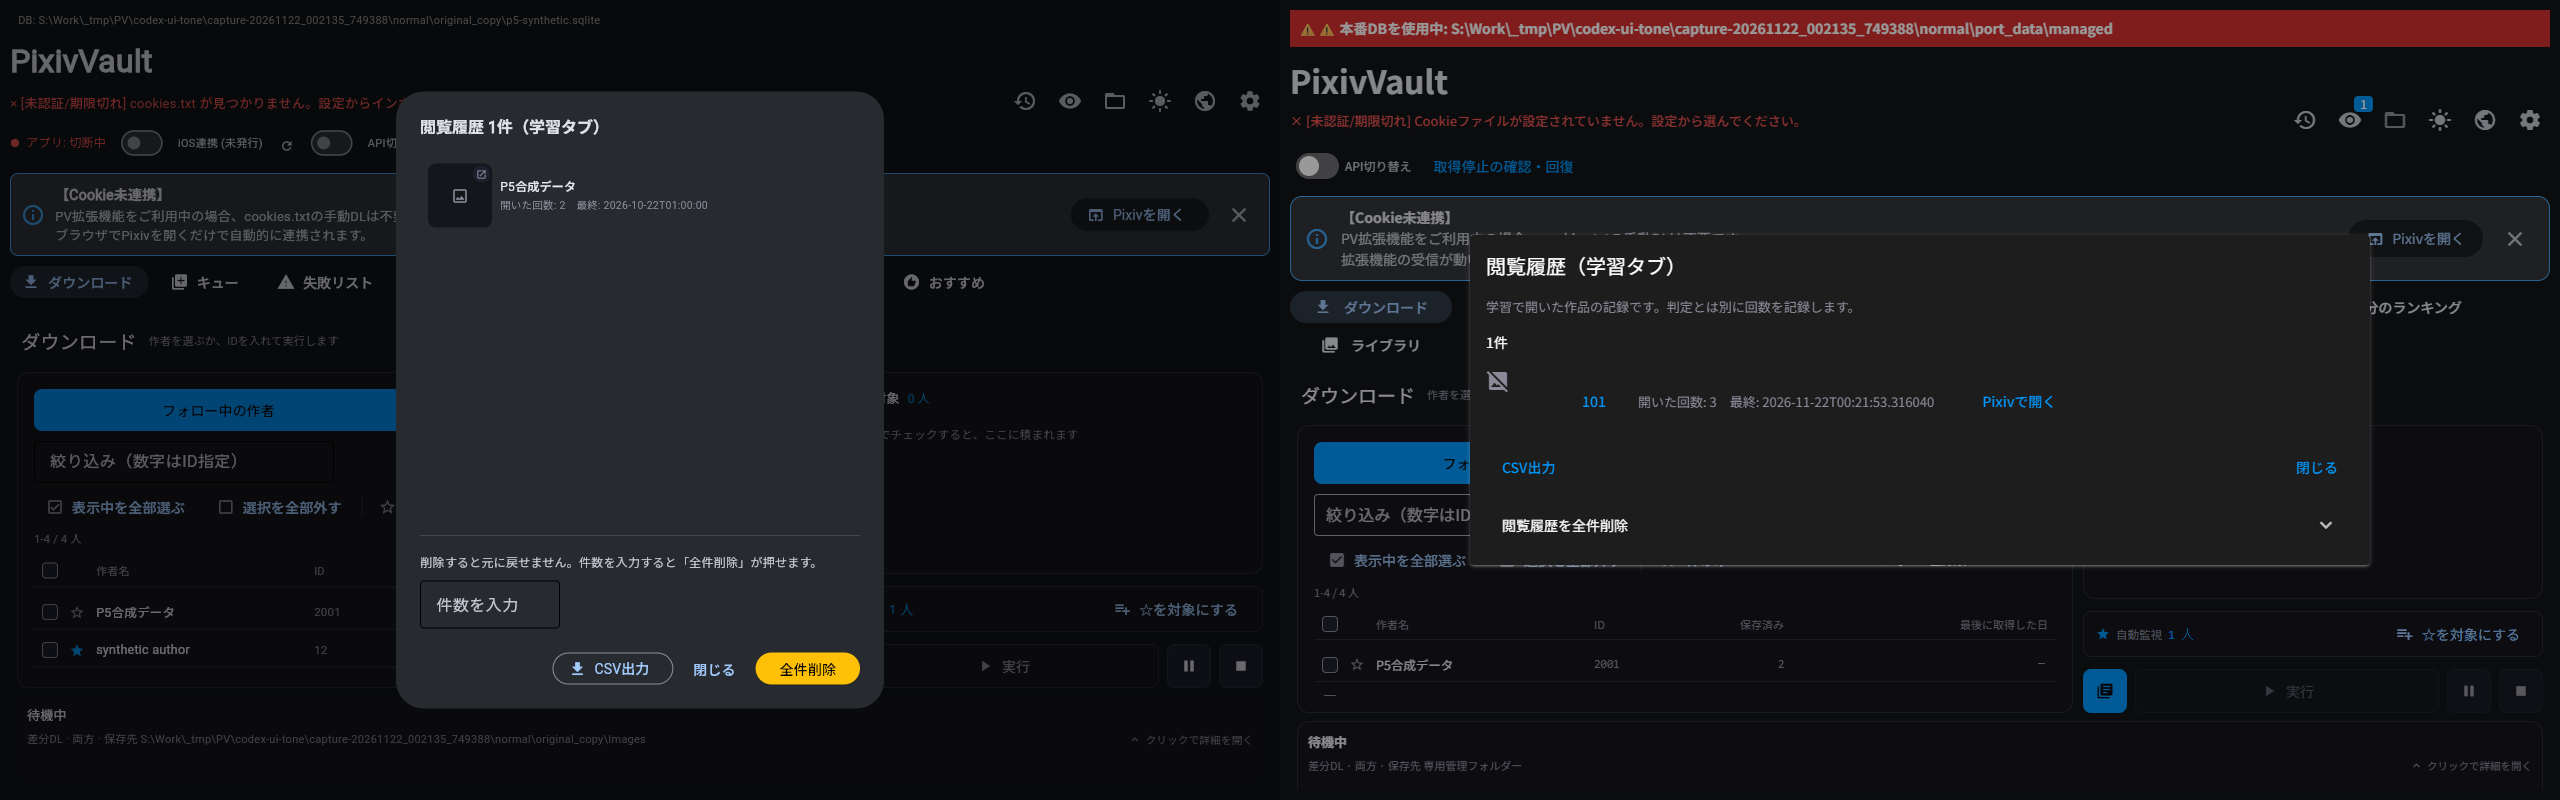 DB: S:\Work\_tmp\PV\codex-ui-tone\capture-20261122_002135_749388\normal\original_copy\p5-synthetic.sqlite
PixivVault
× [未認証/期限切れ] cookies.txt が見つかりません。設定からイン
アプリ: 切断中
iOS連携 (未発行)
API切
【Cookie未連携】
PV拡張機能をご利用中の場合、cookies.txtの手動DLは不
ブラウザでPixivを開くだけで自動的に連携されます。
Pixivを開く
ダウンロード
キュー
失敗リスト
おすすめ
ダウンロード
作者を選ぶか、IDを入れて実行します
フォロー中の作者
絞り込み（数字はID指定）
表示中を全部選ぶ
選択を全部外す
1-4 / 4 人
作者名
ID
P5合成データ
2001
synthetic author
12
象 0 人
でチェックすると、ここに積まれます
1 人
☆を対象にする
実行
待機中
差分DL · 両方 · 保存先 S:\Work\_tmp\PV\codex-ui-tone\capture-20261122_002135_749388\normal\original_copy\Images
クリックで詳細を開く
閲覧履歴 1件（学習タブ）
P5合成データ
開いた回数: 2 最終: 2026-10-22T01:00:00
削除すると元に戻せません。件数を入力すると「全件削除」が押せます。
件数を入力
CSV出力
閉じる
全件削除
本番DBを使用中: S:\Work\_tmp\PV\codex-ui-tone\capture-20261122_002135_749388\normal\port_data\managed
PixivVault
× [未認証/期限切れ] Cookieファイルが設定されていません。設定から選んでください。
1
API切り替え
取得停止の確認・回復
【Cookie未連携】
PV拡張機能をご利用
拡張機能の受信が動
Pixivを開く
ダウンロード
分のランキング
ライブラリ
ダウンロード
作者を選
フォ
絞り込み（数字はID
表示中を全部選ぶ
1-4 / 4 人
作者名
ID
保存済み
最後に取得した日
P5合成データ
2001
2
–
自動監視 1 人
☆を対象にする
実行
待機中
差分DL · 両方 · 保存先 専用管理フォルダー
クリックで詳細を開く
閲覧履歴（学習タブ）
学習で開いた作品の記録です。判定とは別に回数を記録します。
1件
101
開いた回数: 3 最終: 2026-11-22T00:21:53.316040
Pixivで開く
CSV出力
閉じる
閲覧履歴を全件削除